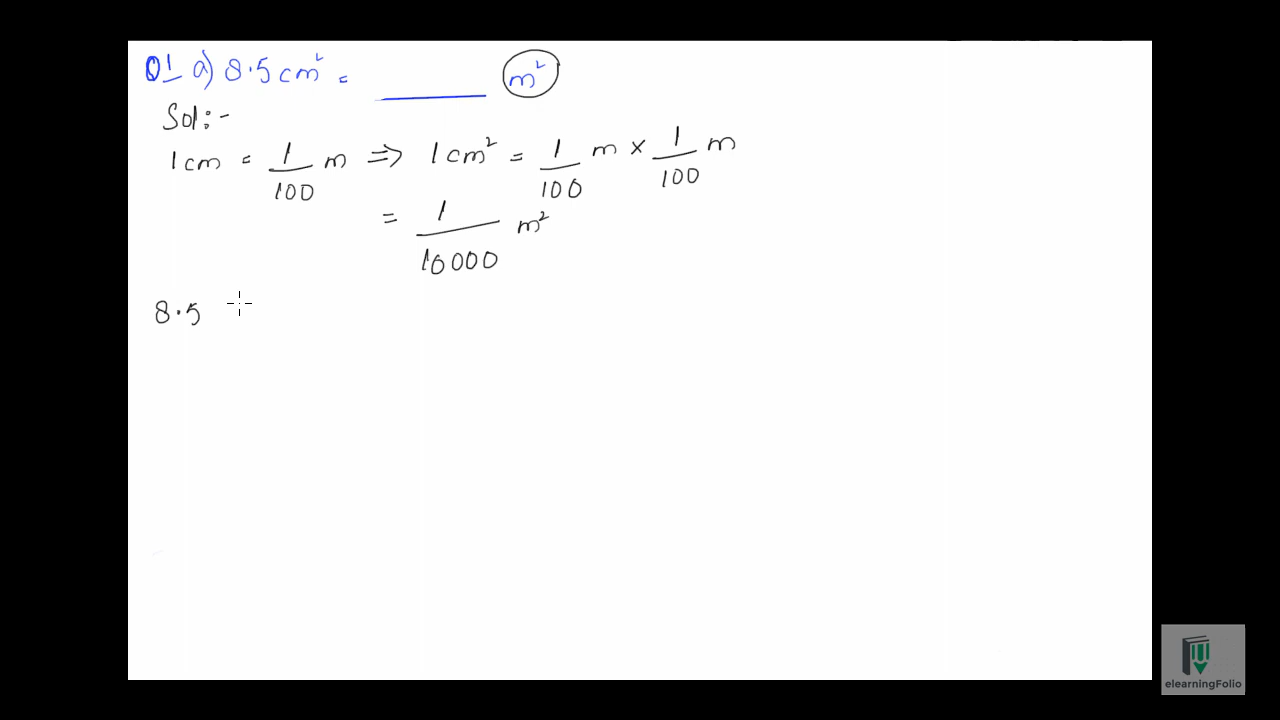 Q1 a) 8.5 cm² = ______ m²
Sol:-
1 cm = 1/100 m ⇒ 1 cm² = 1/100 m × 1/100 m
= 1/10000 m²
8.5
elearningFolio